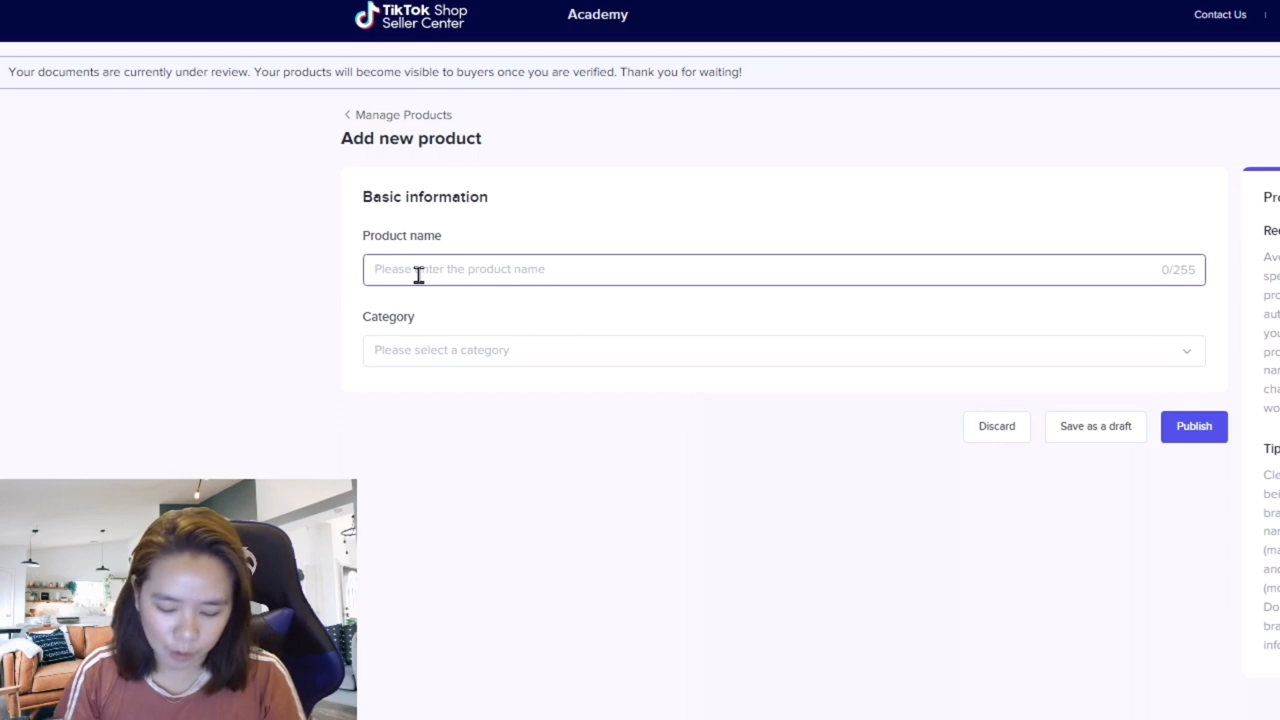 TikTok Shop
Seller Center
Academy
Contact Us
Your documents are currently under review. Your products will become visible to buyers once you are verified. Thank you for waiting!
Manage Products
Add new product
Basic information
Product name
Please enter the product name
0/255
Category
Please select a category
Discard
Save as a draft
Publish